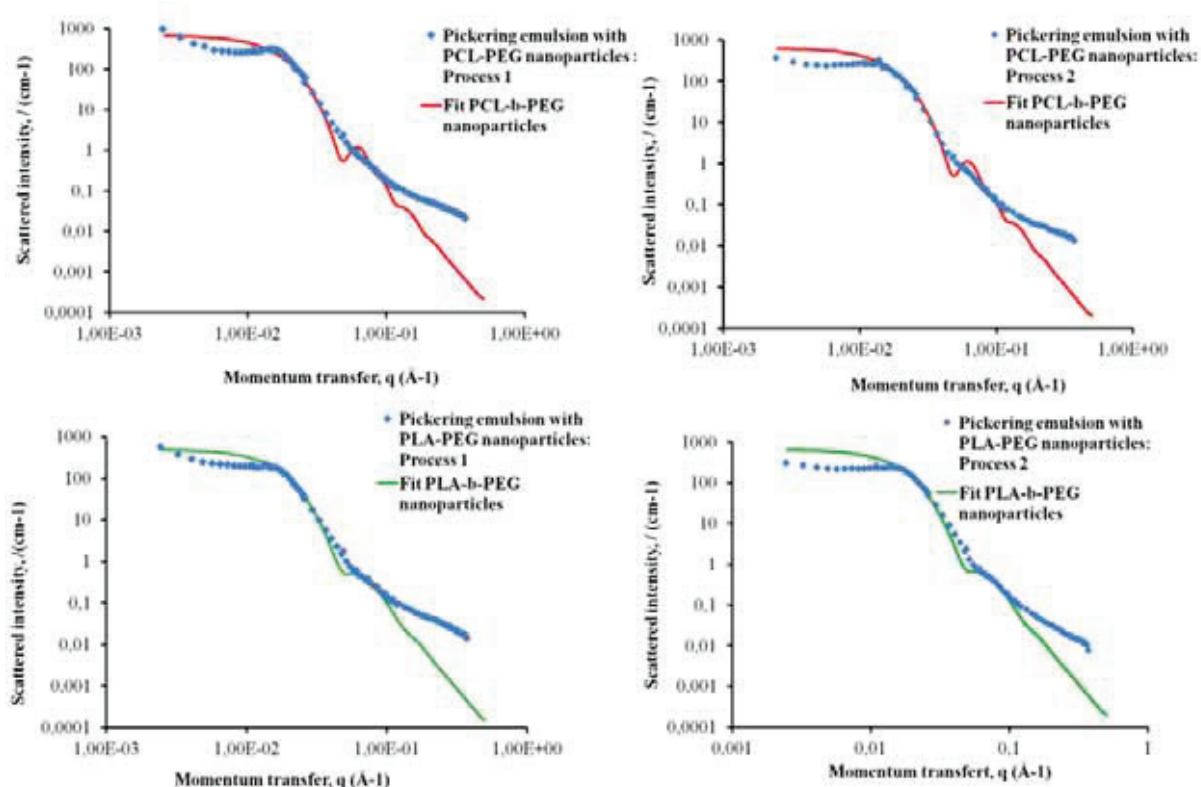 1000
100
10
1
0,1
0,01
0,001
0,0001
1,00E-03
1,00E-02
1,00E-01
1,00E+00
Scattered intensity, / (cm-1)
Momentum transfer, q (Å-1)
Pickering emulsion with
PCL-PEG nanoparticles :
Process 1
Fit PCL-b-PEG
nanoparticles
1000
100
10
1
0,1
0,01
0,001
0,0001
1,00E-03
1,00E-02
1,00E-01
1,00E+00
Scattered intensity, / (cm-1)
Momentum transfer, q (Å-1)
Pickering emulsion with
PCL-PEG nanoparticles:
Process 2
Fit PCL-b-PEG
nanoparticles
1000
100
10
1
0,1
0,01
0,001
0,0001
1,00E-03
1,00E-02
1,00E-01
1,00E+00
Scattered intensity, /(cm-1)
Momentum transfer, q (Å-1)
Pickering emulsion with
PLA-PEG nanoparticles:
Process 1
Fit PLA-b-PEG
nanoparticles
1000
100
10
1
0,1
0,01
0,001
0,0001
0.001
0,01
0,1
1
Scattered intensity, / (cm-1)
Momentum transfert, q (Å-1)
Pickering emulsion with
PLA-PEG nanoparticles:
Process 2
Fit PLA-b-PEG
nanoparticles